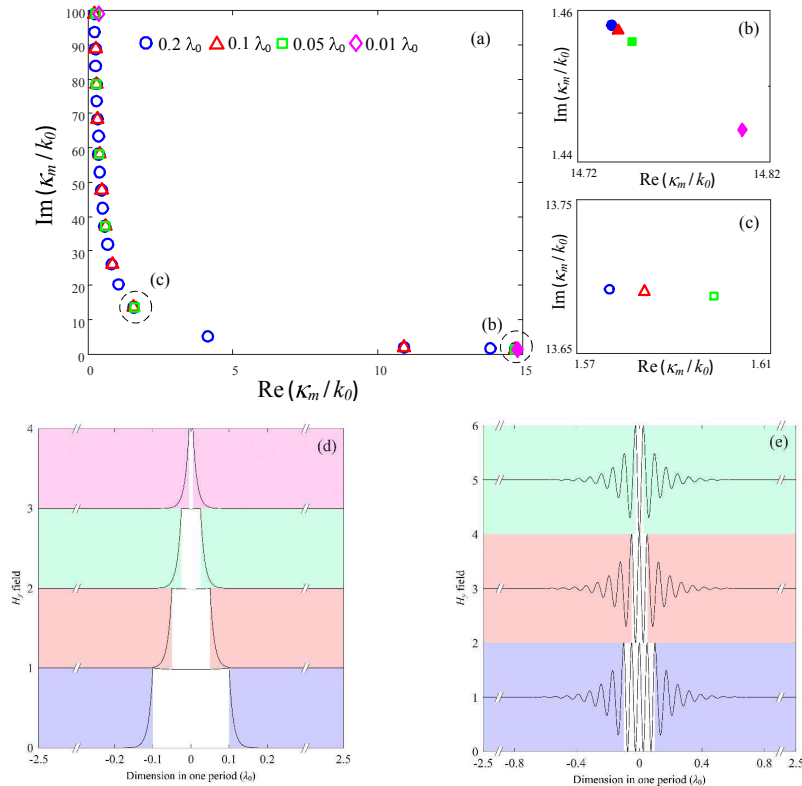 0.2 λ₀ 0.1 λ₀ 0.05 λ₀ 0.01 λ₀ (a)
100
90
80
70
60
50
40
30
20
10
0
Im (κm / k0)
(c)
(b)
0 5 10 15
Re (κm / k0)
1.46
(b)
Im (κm / k0)
1.44
14.72 14.82
Re (κm / k0)
13.75
(c)
Im (κm / k0)
13.65
1.57 1.61
Re (κm / k0)
4
(d)
3
2
1
0
Hy field
-2.5 -0.2 -0.1 0 0.1 0.2 2.5
Dimension in one period (λ0)
6
(e)
5
4
3
2
1
0
Hy field
-2.5 -0.8 -0.4 0 0.4 0.8 2.5
Dimension in one period (λ0)